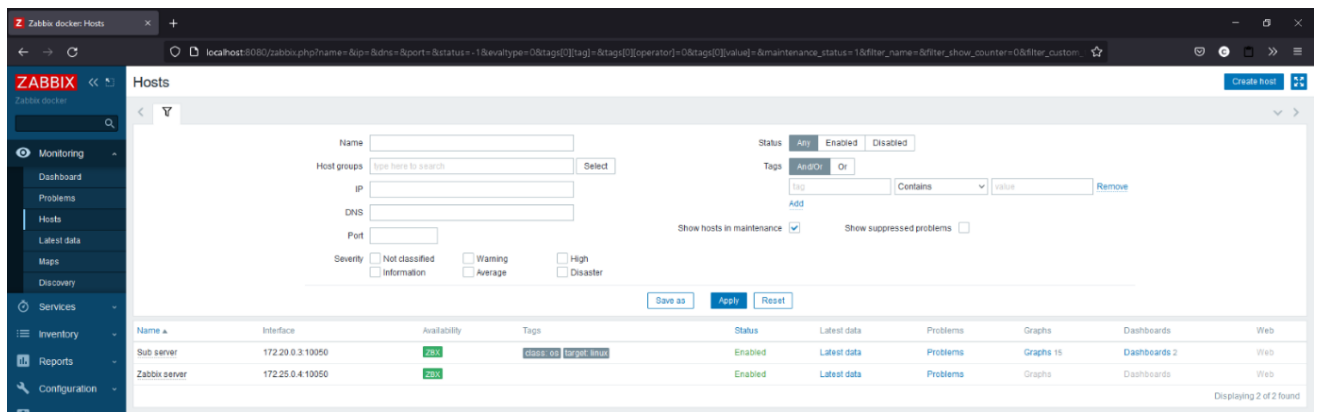 Zabbix docker: Hosts
localhost:8080/zabbix.php?name=&ip=&dns=&port=&status=-1&evaltype=0&tags[0][tag]=&tags[0][operator]=0&tags[0][value]=&maintenance_status=1&filter_name=&filter_show_counter=0&filter_custom_
ZABBIX
Zabbix docker
Hosts
Create host
Monitoring
Dashboard
Problems
Hosts
Latest data
Maps
Discovery
Services
Inventory
Reports
Configuration
Name
Host groups type here to search Select
IP
DNS
Port
Severity Not classified Warning High
Information Average Disaster
Status Any Enabled Disabled
Tags And/Or Or
tag Contains value Remove
Add
Show hosts in maintenance Show suppressed problems
Save as Apply Reset
Name Interface Availability Tags Status Latest data Problems Graphs Dashboards Web
Sub server 172.20.0.3:10050 ZBX class: os target: linux Enabled Latest data Problems Graphs 15 Dashboards 2 Web
Zabbix server 172.25.0.4:10050 ZBX Enabled Latest data Problems Graphs Dashboards Web
Displaying 2 of 2 found